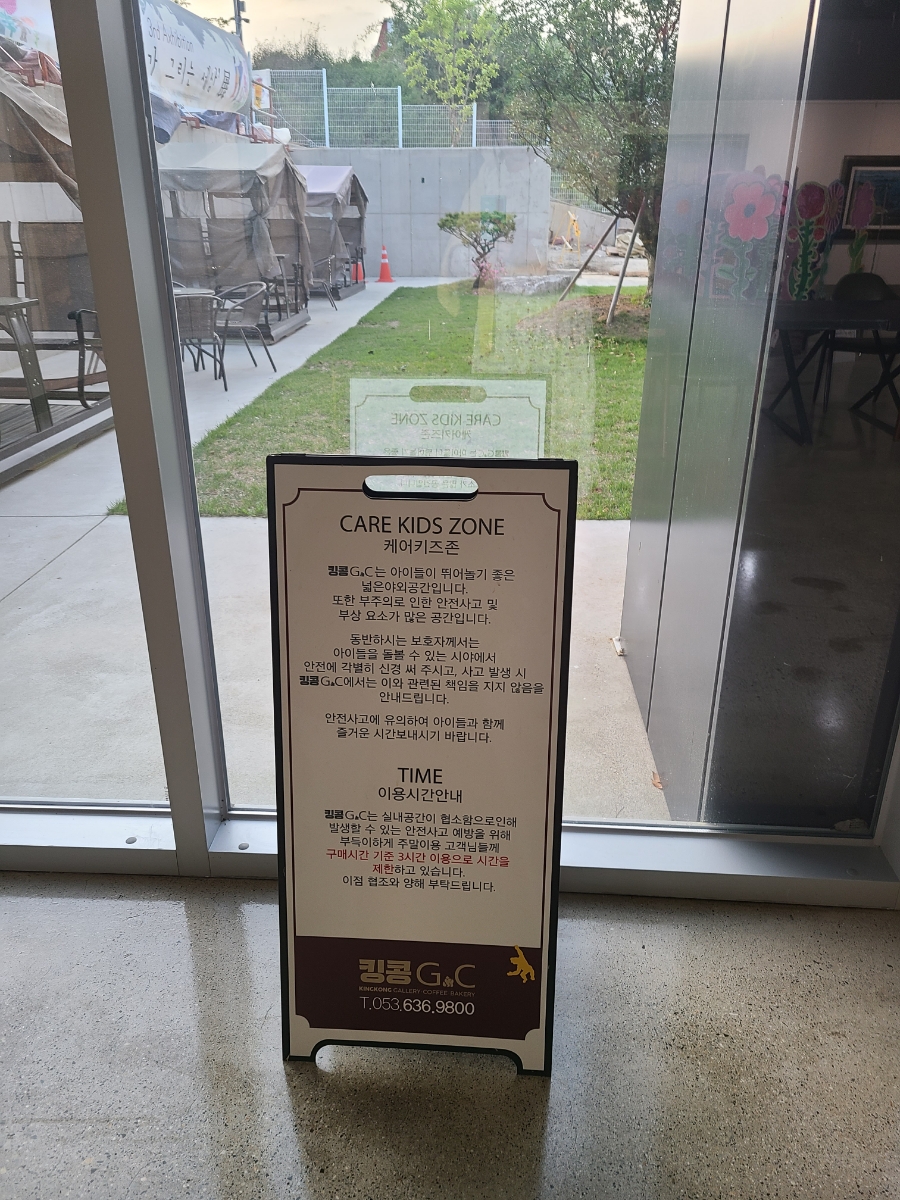 CARE KIDS ZONE
케어키즈존
킹콩G&C는 아이들이 뛰어놀기 좋은
넓은야외공간입니다.
또한 부주의로 인한 안전사고 및
부상 요소가 많은 공간입니다.
동반하시는 보호자께서는
아이들을 돌볼 수 있는 시야에서
안전에 각별히 신경 써 주시고, 사고 발생 시
킹콩G&C에서는 이와 관련된 책임을 지지 않음을
안내드립니다.
안전사고에 유의하여 아이들과 함께
즐거운 시간보내시기 바랍니다.
TIME
이용시간안내
킹콩G&C는 실내공간이 협소함으로인해
발생할 수 있는 안전사고 예방을 위해
부득이하게 주말이용 고객님들께
구매시간 기준 3시간 이용으로 시간을
제한하고 있습니다.
이점 협조와 양해 부탁드립니다.
킹콩 G&C
KINGKONG GALLERY COFFEE BAKERY
T.053.636.9800